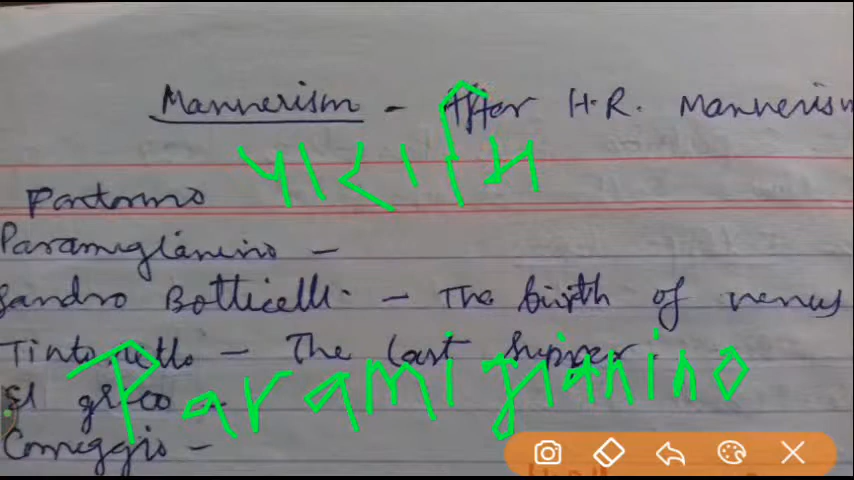 Mannerism - After H.R. Mannerism
Pontormo
Paramiglanino -
Sandro Botticelli - The birth of venus
Tintoretto - The last supper
El greco -
Correggio -
Paramigianino